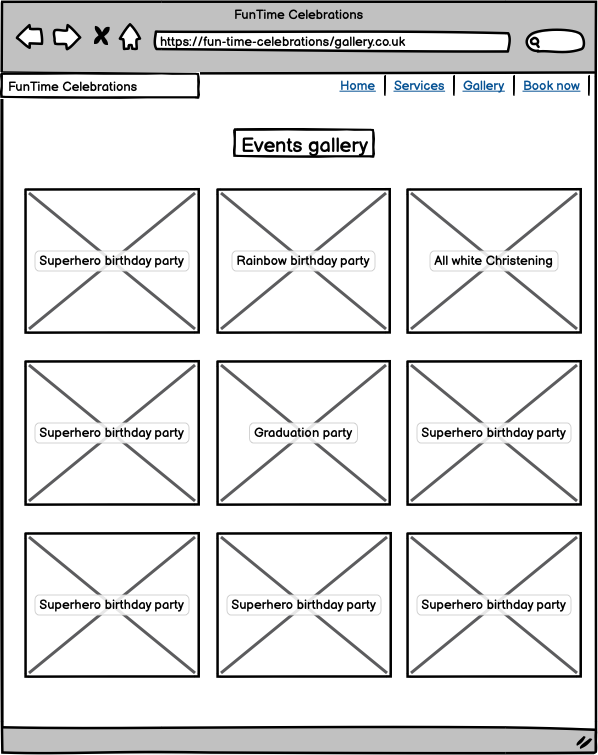 FunTime Celebrations
https://fun-time-celebrations/gallery.co.uk
FunTime Celebrations
Home Services Gallery Book now
Events gallery
Superhero birthday party Rainbow birthday party All white Christening
Superhero birthday party Graduation party Superhero birthday party
Superhero birthday party Superhero birthday party Superhero birthday party